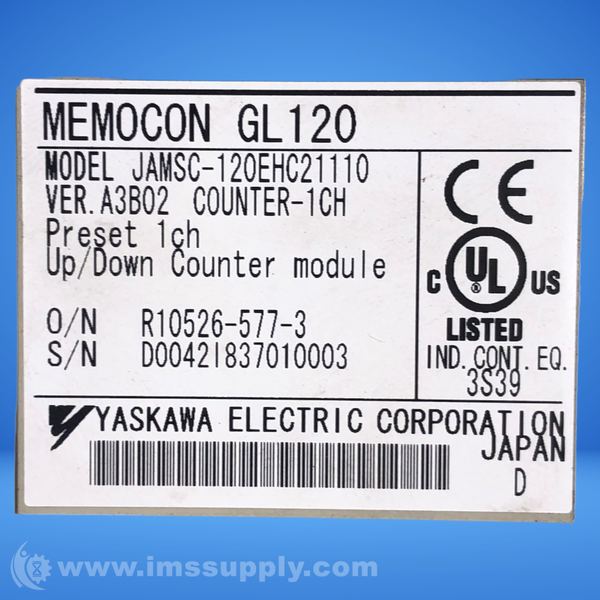 MEMOCON GL120
MODEL JAMSC-120EHC21110
VER.A3B02 COUNTER-1CH
Preset 1ch
Up/Down Counter module
O/N R10526-577-3
S/N D0042I837010003
CE
C UL US
LISTED
IND. CONT. EQ.
3S39
YASKAWA ELECTRIC CORPORATION
JAPAN
D
www.imssupply.com